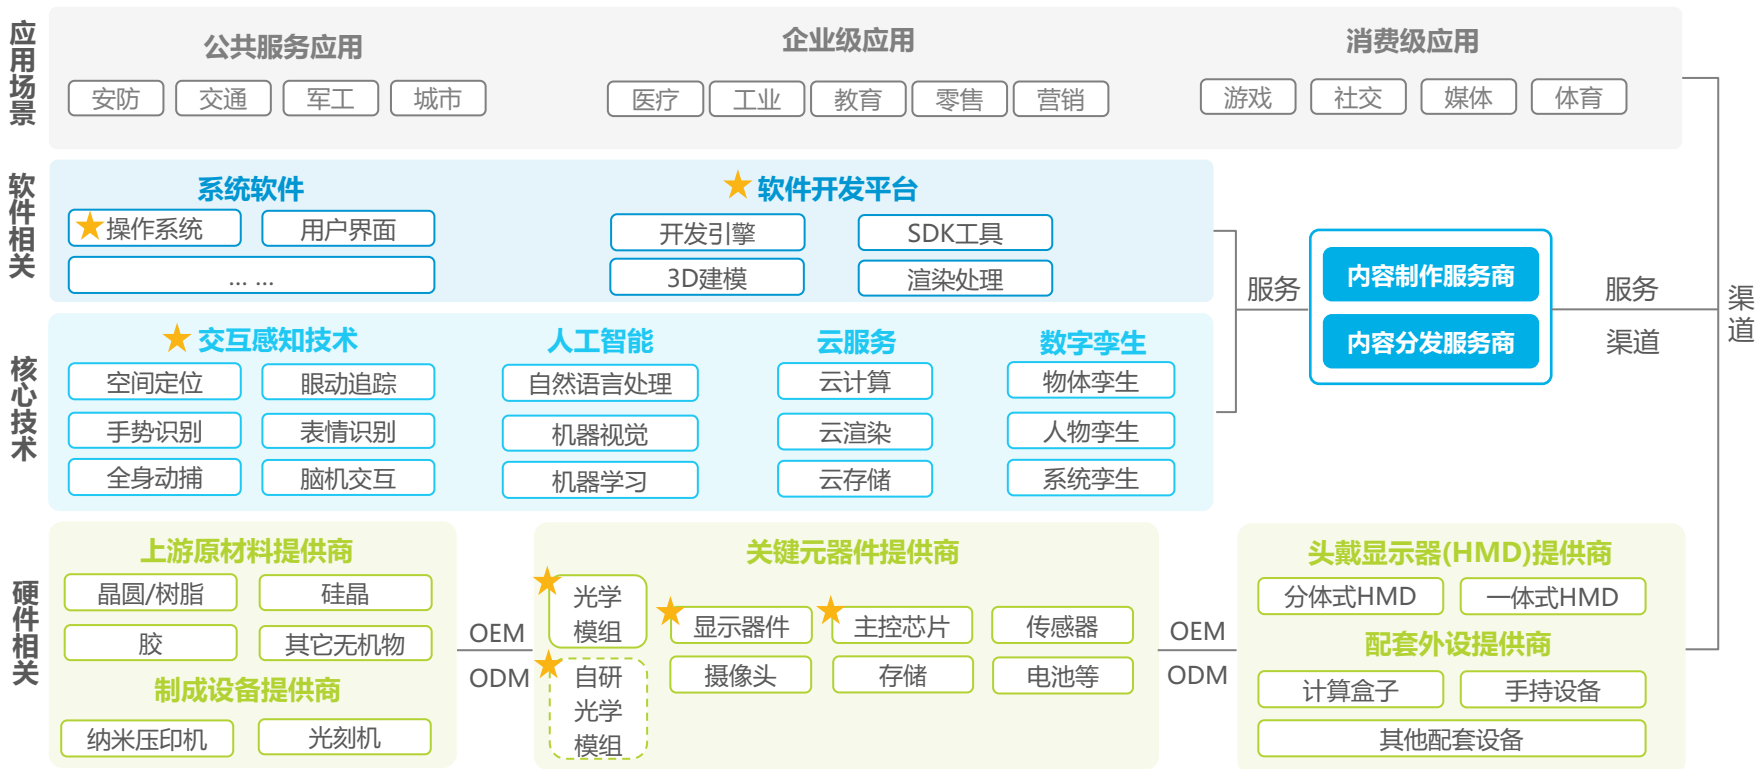 应用场景
公共服务应用
企业级应用
消费级应用
安防
交通
军工
城市
医疗
工业
教育
零售
营销
游戏
社交
媒体
体育
软件相关
系统软件
软件开发平台
操作系统
用户界面
... ...
开发引擎
SDK工具
3D建模
渲染处理
核心技术
交互感知技术
人工智能
云服务
数字孪生
空间定位
眼动追踪
手势识别
表情识别
全身动捕
脑机交互
自然语言处理
机器视觉
机器学习
云计算
云渲染
云存储
物体孪生
人物孪生
系统孪生
服务
内容制作服务商
内容分发服务商
服务
渠道
渠道
硬件相关
上游原材料提供商
晶圆/树脂
硅晶
胶
其它无机物
制成设备提供商
纳米压印机
光刻机
OEM
ODM
关键元器件提供商
光学
模组
自研
光学
模组
显示器件
主控芯片
传感器
摄像头
存储
电池等
OEM
ODM
头戴显示器(HMD)提供商
分体式HMD
一体式HMD
配套外设提供商
计算盒子
手持设备
其他配套设备